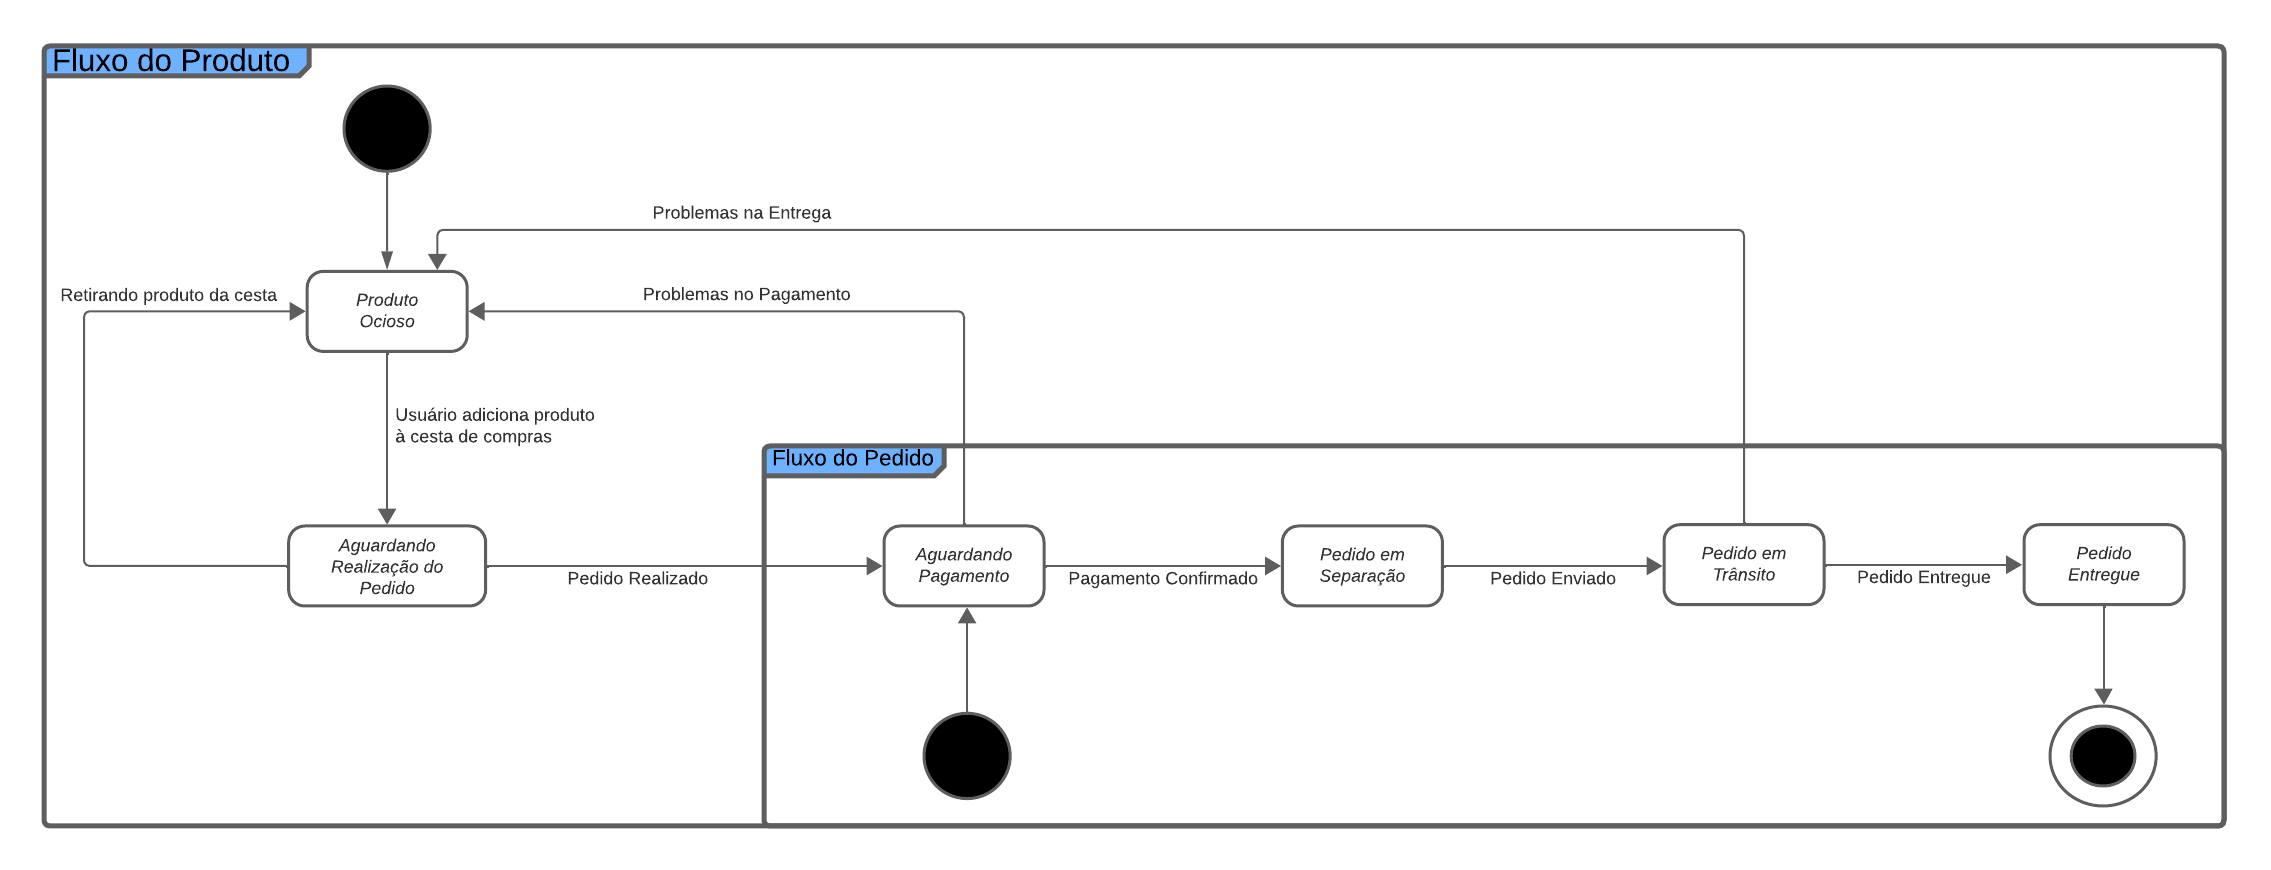 Fluxo do Produto
Problemas na Entrega
Retirando produto da cesta
Produto
Ocioso
Problemas no Pagamento
Usuário adiciona produto
à cesta de compras
Fluxo do Pedido
Aguardando
Realização do
Pedido
Pedido Realizado
Aguardando
Pagamento
Pagamento Confirmado
Pedido em
Separação
Pedido Enviado
Pedido em
Trânsito
Pedido Entregue
Pedido
Entregue